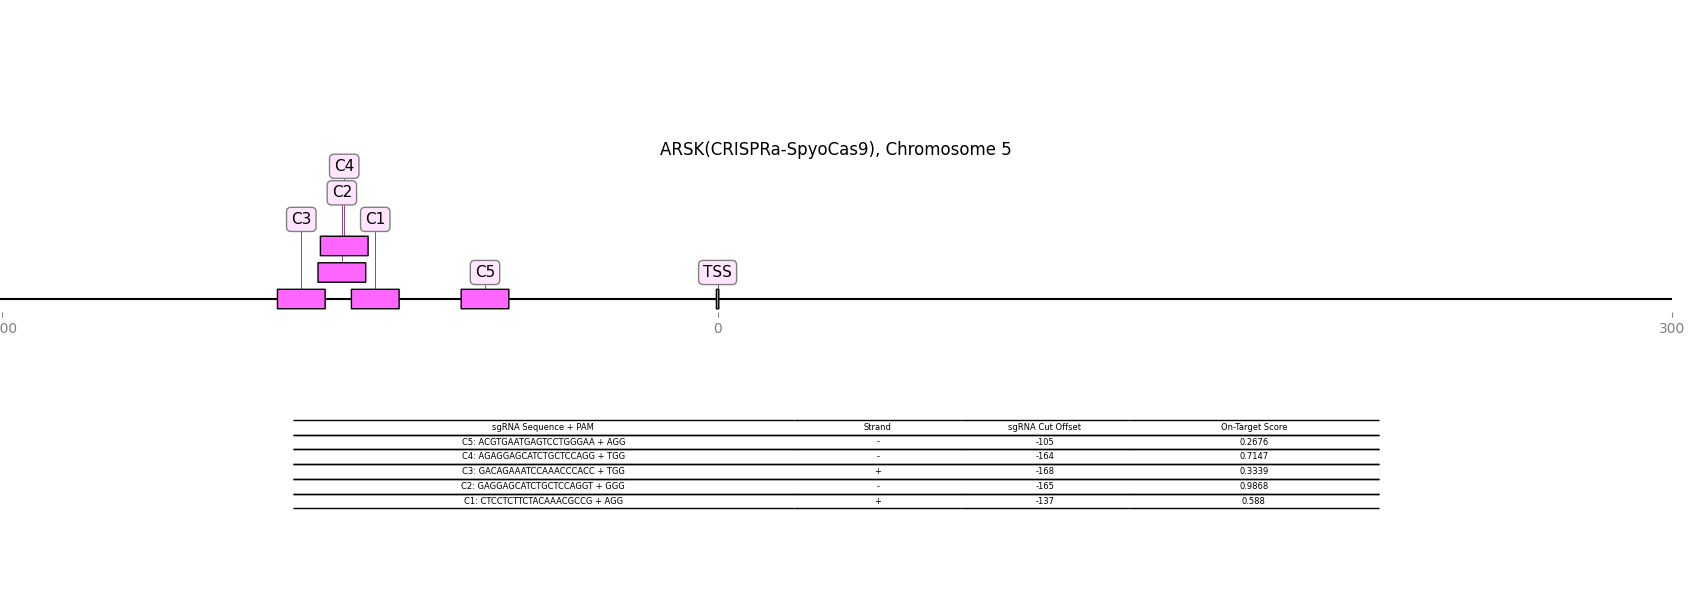 ARSK(CRISPRa-SpyoCas9), Chromosome 5
C4
C2
C3 C1
C5 TSS
00 0 300
sgRNA Sequence + PAM Strand sgRNA Cut Offset On-Target Score
C5: ACGTGAATGAGTCCTGGGAA + AGG - -105 0.2676
C4: AGAGGAGCATCTGCTCCAGG + TGG - -164 0.7147
C3: GACAGAAATCCAAACCCACC + TGG + -168 0.3339
C2: GAGGAGCATCTGCTCCAGGT + GGG - -165 0.9868
C1: CTCCTCTTCTACAAACGCCG + AGG + -137 0.588